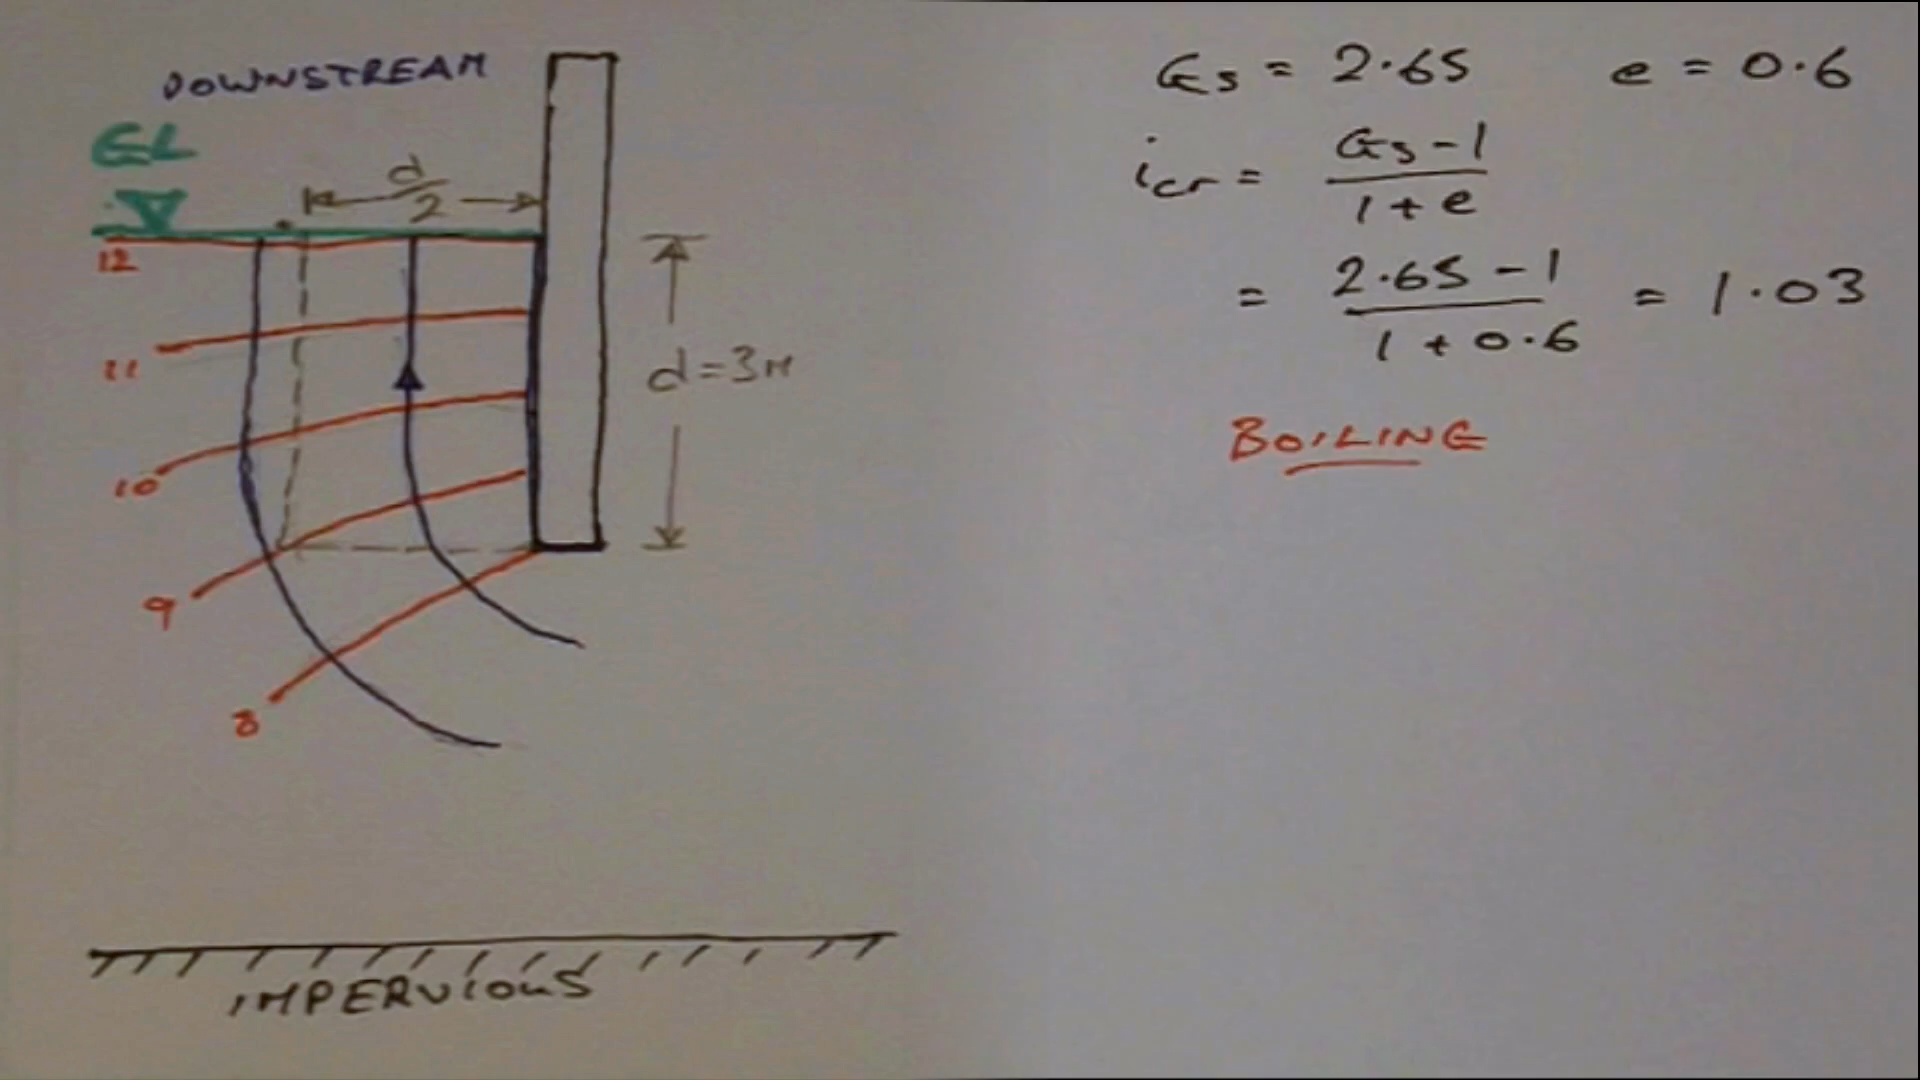 DOWNSTREAM
GL
d/2
12
11
10
9
8
d=3M
IMPERVIOUS
Gs = 2.65 e = 0.6
icr = Gs-1 / 1+e
= 2.65-1 / 1+0.6 = 1.03
BOILING